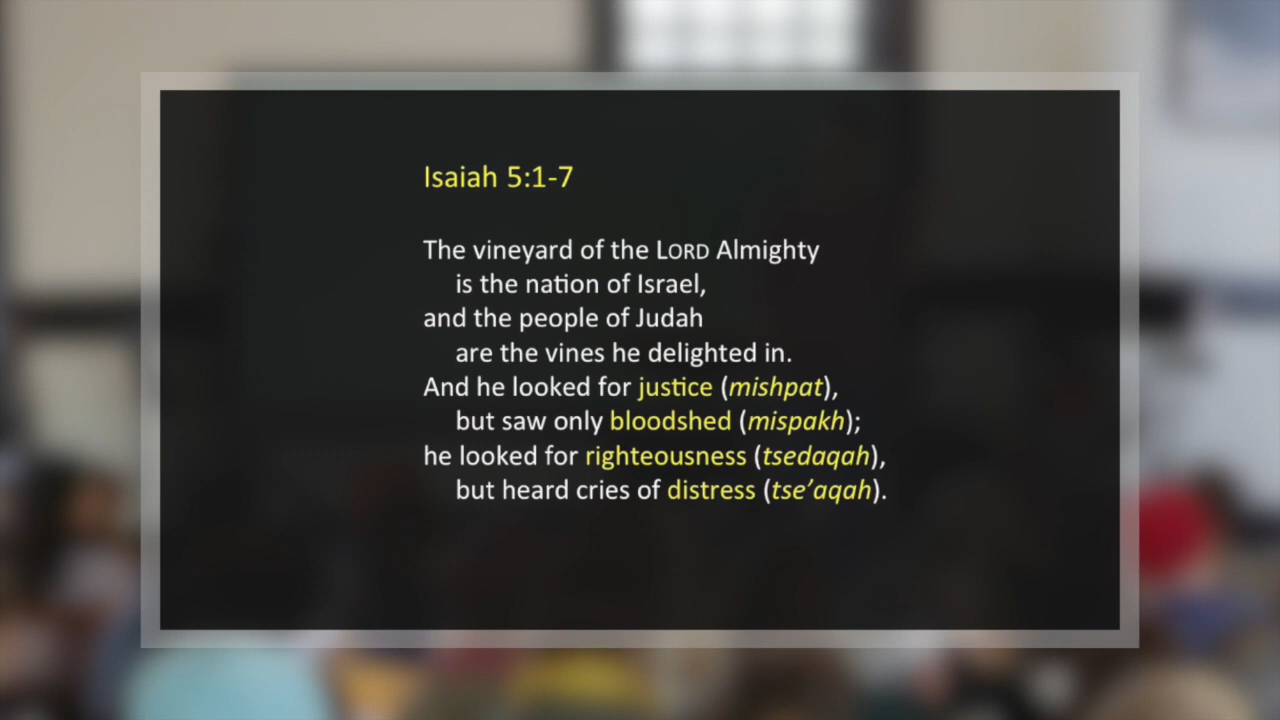 Isaiah 5:1-7
The vineyard of the LORD Almighty
is the nation of Israel,
and the people of Judah
are the vines he delighted in.
And he looked for justice (mishpat),
but saw only bloodshed (mispakh);
he looked for righteousness (tsedaqah),
but heard cries of distress (tse’aqah).